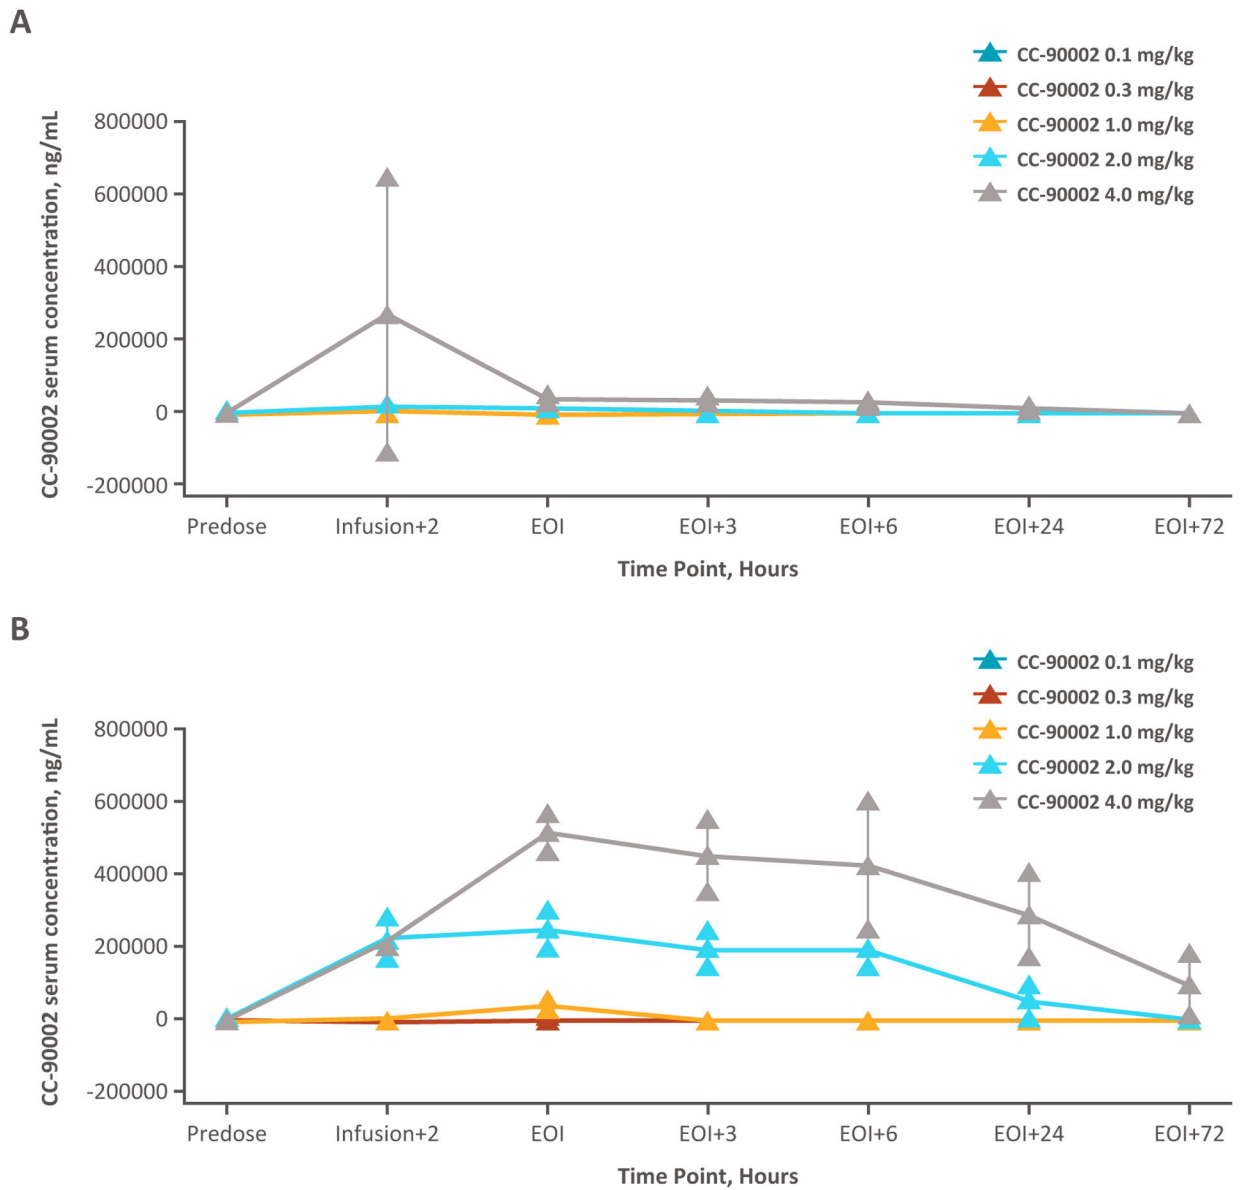 A
CC-90002 0.1 mg/kg
CC-90002 0.3 mg/kg
CC-90002 1.0 mg/kg
CC-90002 2.0 mg/kg
CC-90002 4.0 mg/kg
CC-90002 serum concentration, ng/mL
800000
600000
400000
200000
0
-200000
Predose Infusion+2 EOI EOI+3 EOI+6 EOI+24 EOI+72
Time Point, Hours
B
CC-90002 0.1 mg/kg
CC-90002 0.3 mg/kg
CC-90002 1.0 mg/kg
CC-90002 2.0 mg/kg
CC-90002 4.0 mg/kg
CC-90002 serum concentration, ng/mL
800000
600000
400000
200000
0
-200000
Predose Infusion+2 EOI EOI+3 EOI+6 EOI+24 EOI+72
Time Point, Hours